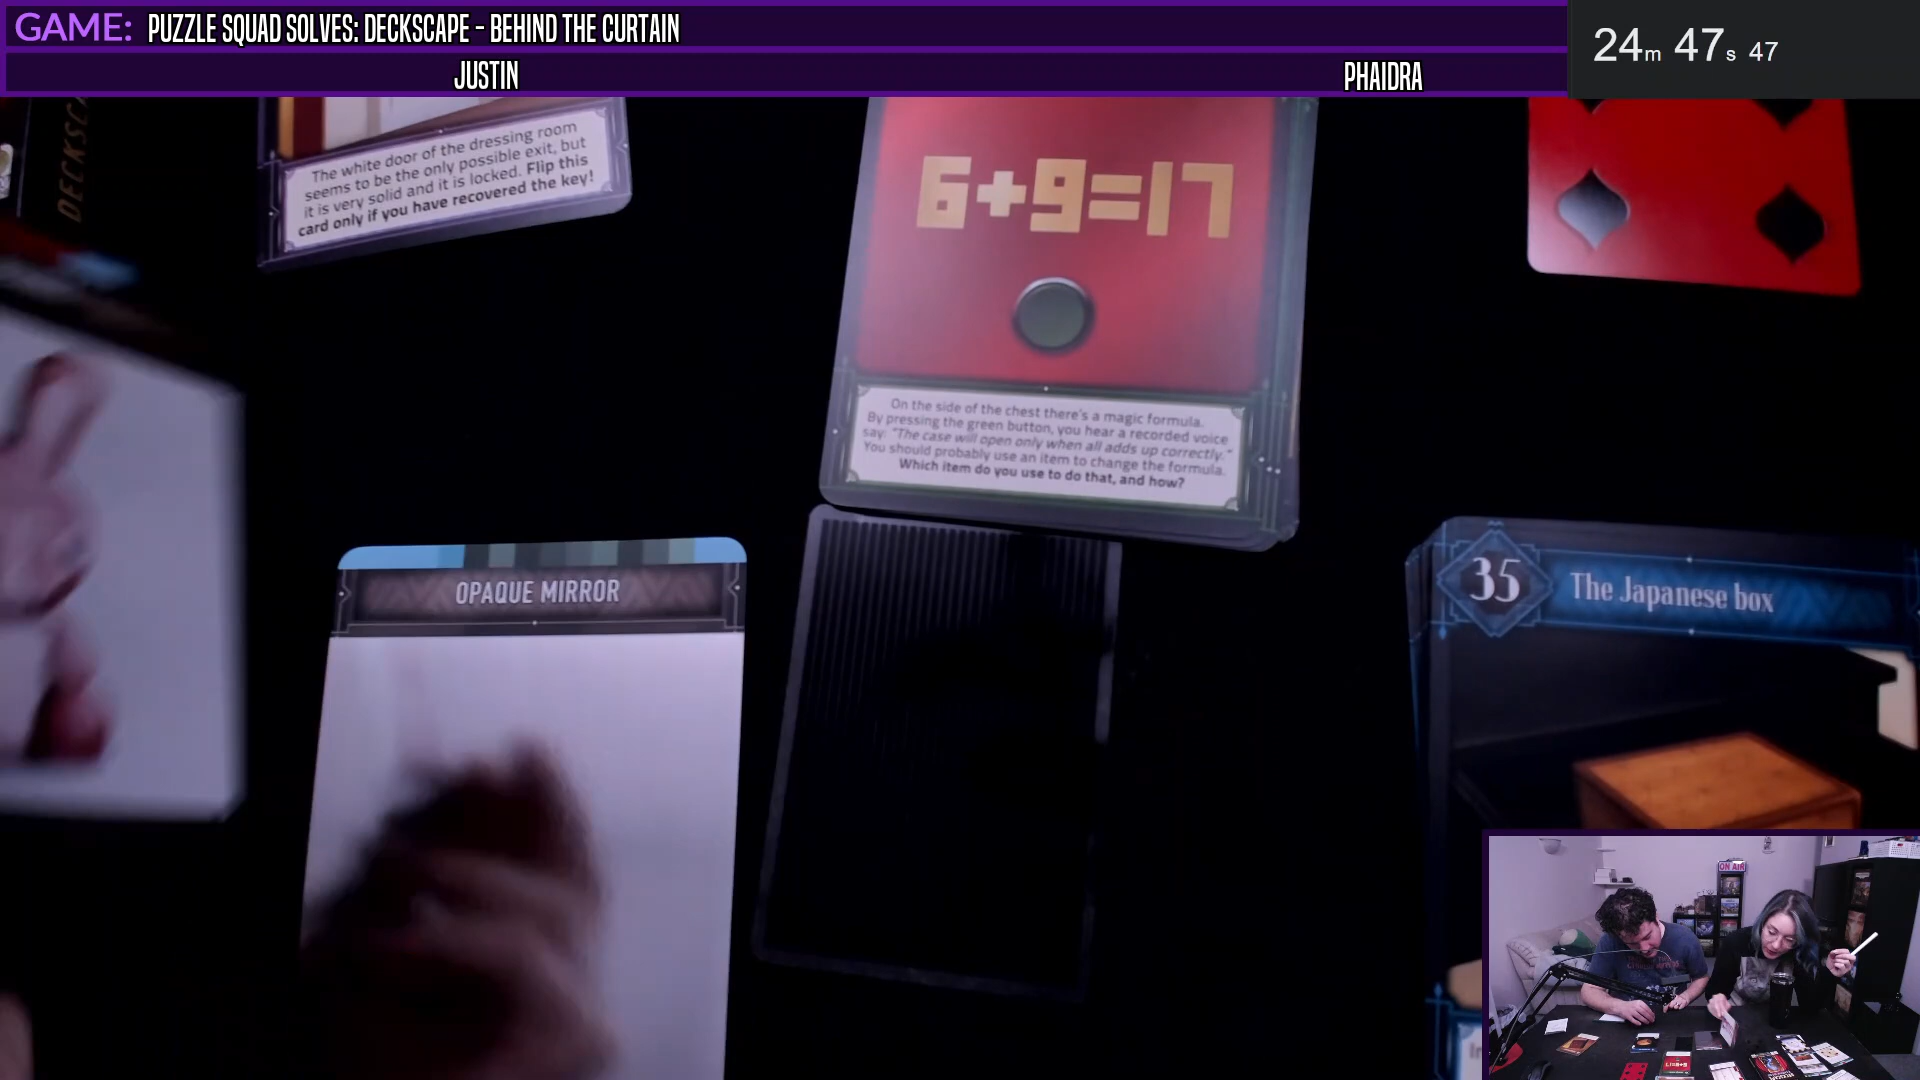 GAME: PUZZLE SQUAD SOLVES: DECKSCAPE - BEHIND THE CURTAIN
24m 47s 47
JUSTIN
PHAIDRA
The white door of the dressing room
seems to be the only possible exit, but
it is very solid and it is locked. Flip this
card only if you have recovered the key!
6+9=17
On the side of the chest there's a magic formula.
By pressing the green button, you hear a recorded voice
say: "The case will open only when all adds up correctly."
You should probably use an item to change the formula.
Which item do you use to do that, and how?
OPAQUE MIRROR
35 The Japanese box
ON AIR